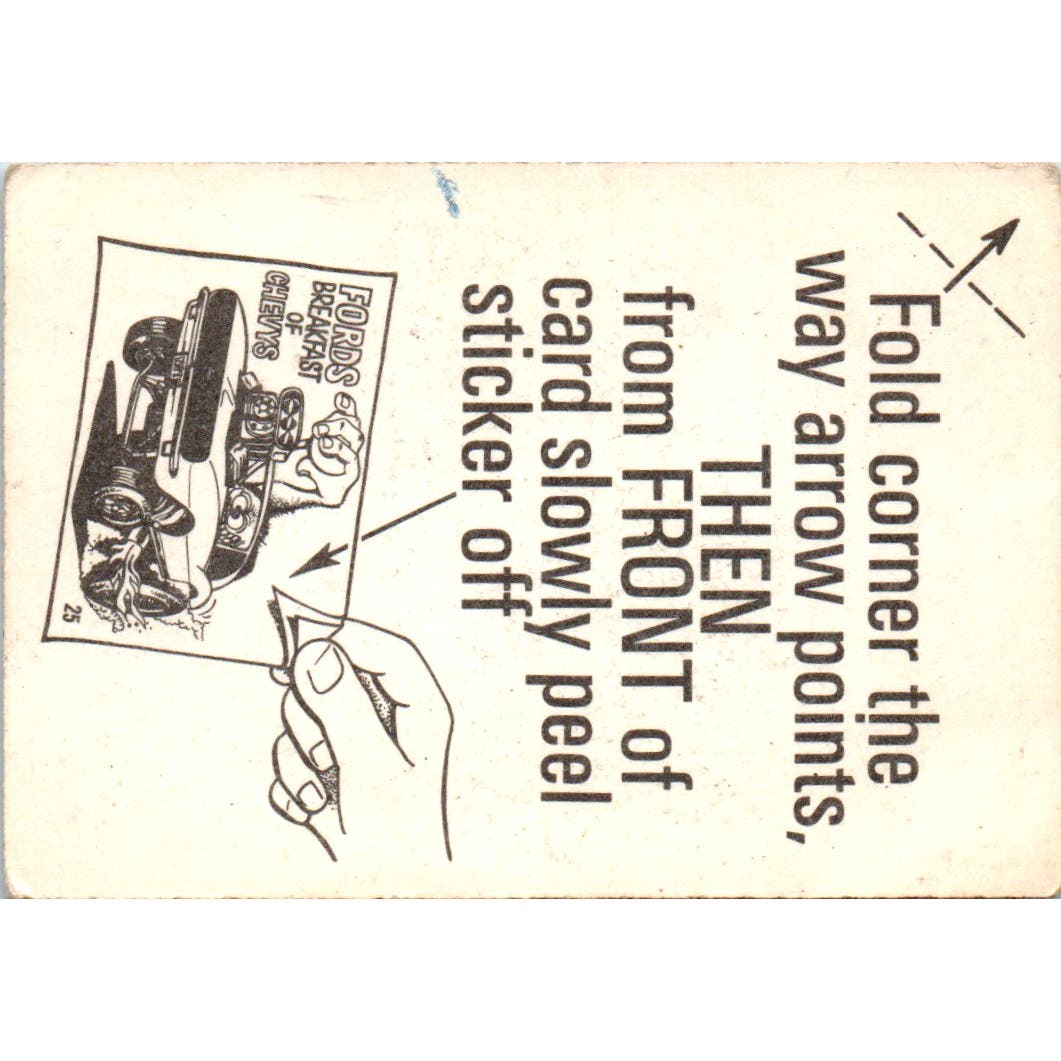 Fold corner the
way arrow points,
THEN
from FRONT of
card slowly peel
sticker off
FORDS
BREAKFAST
OF
CHEVYS
25